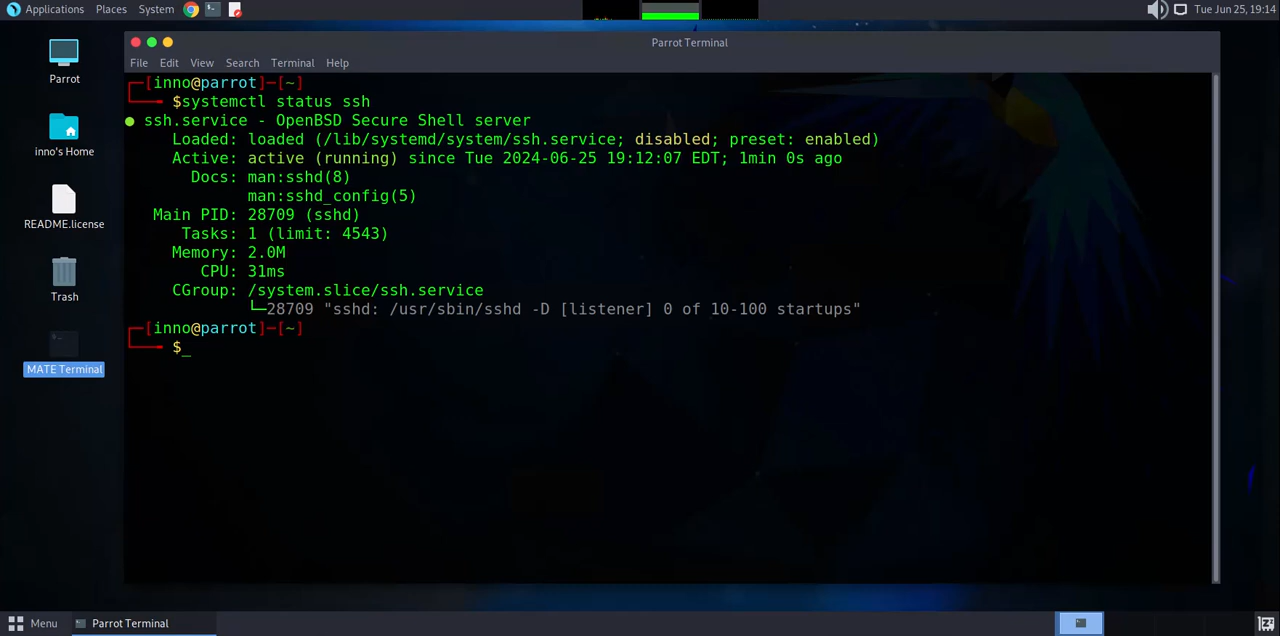 Applications Places System
Tue Jun 25, 19:14
Parrot Terminal
File Edit View Search Terminal Help
Parrot
inno's Home
README.license
Trash
MATE Terminal
┌─[inno@parrot]─[~]
└──╼ $systemctl status ssh
● ssh.service - OpenBSD Secure Shell server
Loaded: loaded (/lib/systemd/system/ssh.service; disabled; preset: enabled)
Active: active (running) since Tue 2024-06-25 19:12:07 EDT; 1min 0s ago
Docs: man:sshd(8)
man:sshd_config(5)
Main PID: 28709 (sshd)
Tasks: 1 (limit: 4543)
Memory: 2.0M
CPU: 31ms
CGroup: /system.slice/ssh.service
└─28709 "sshd: /usr/sbin/sshd -D [listener] 0 of 10-100 startups"
┌─[inno@parrot]─[~]
└──╼ $_
Menu Parrot Terminal